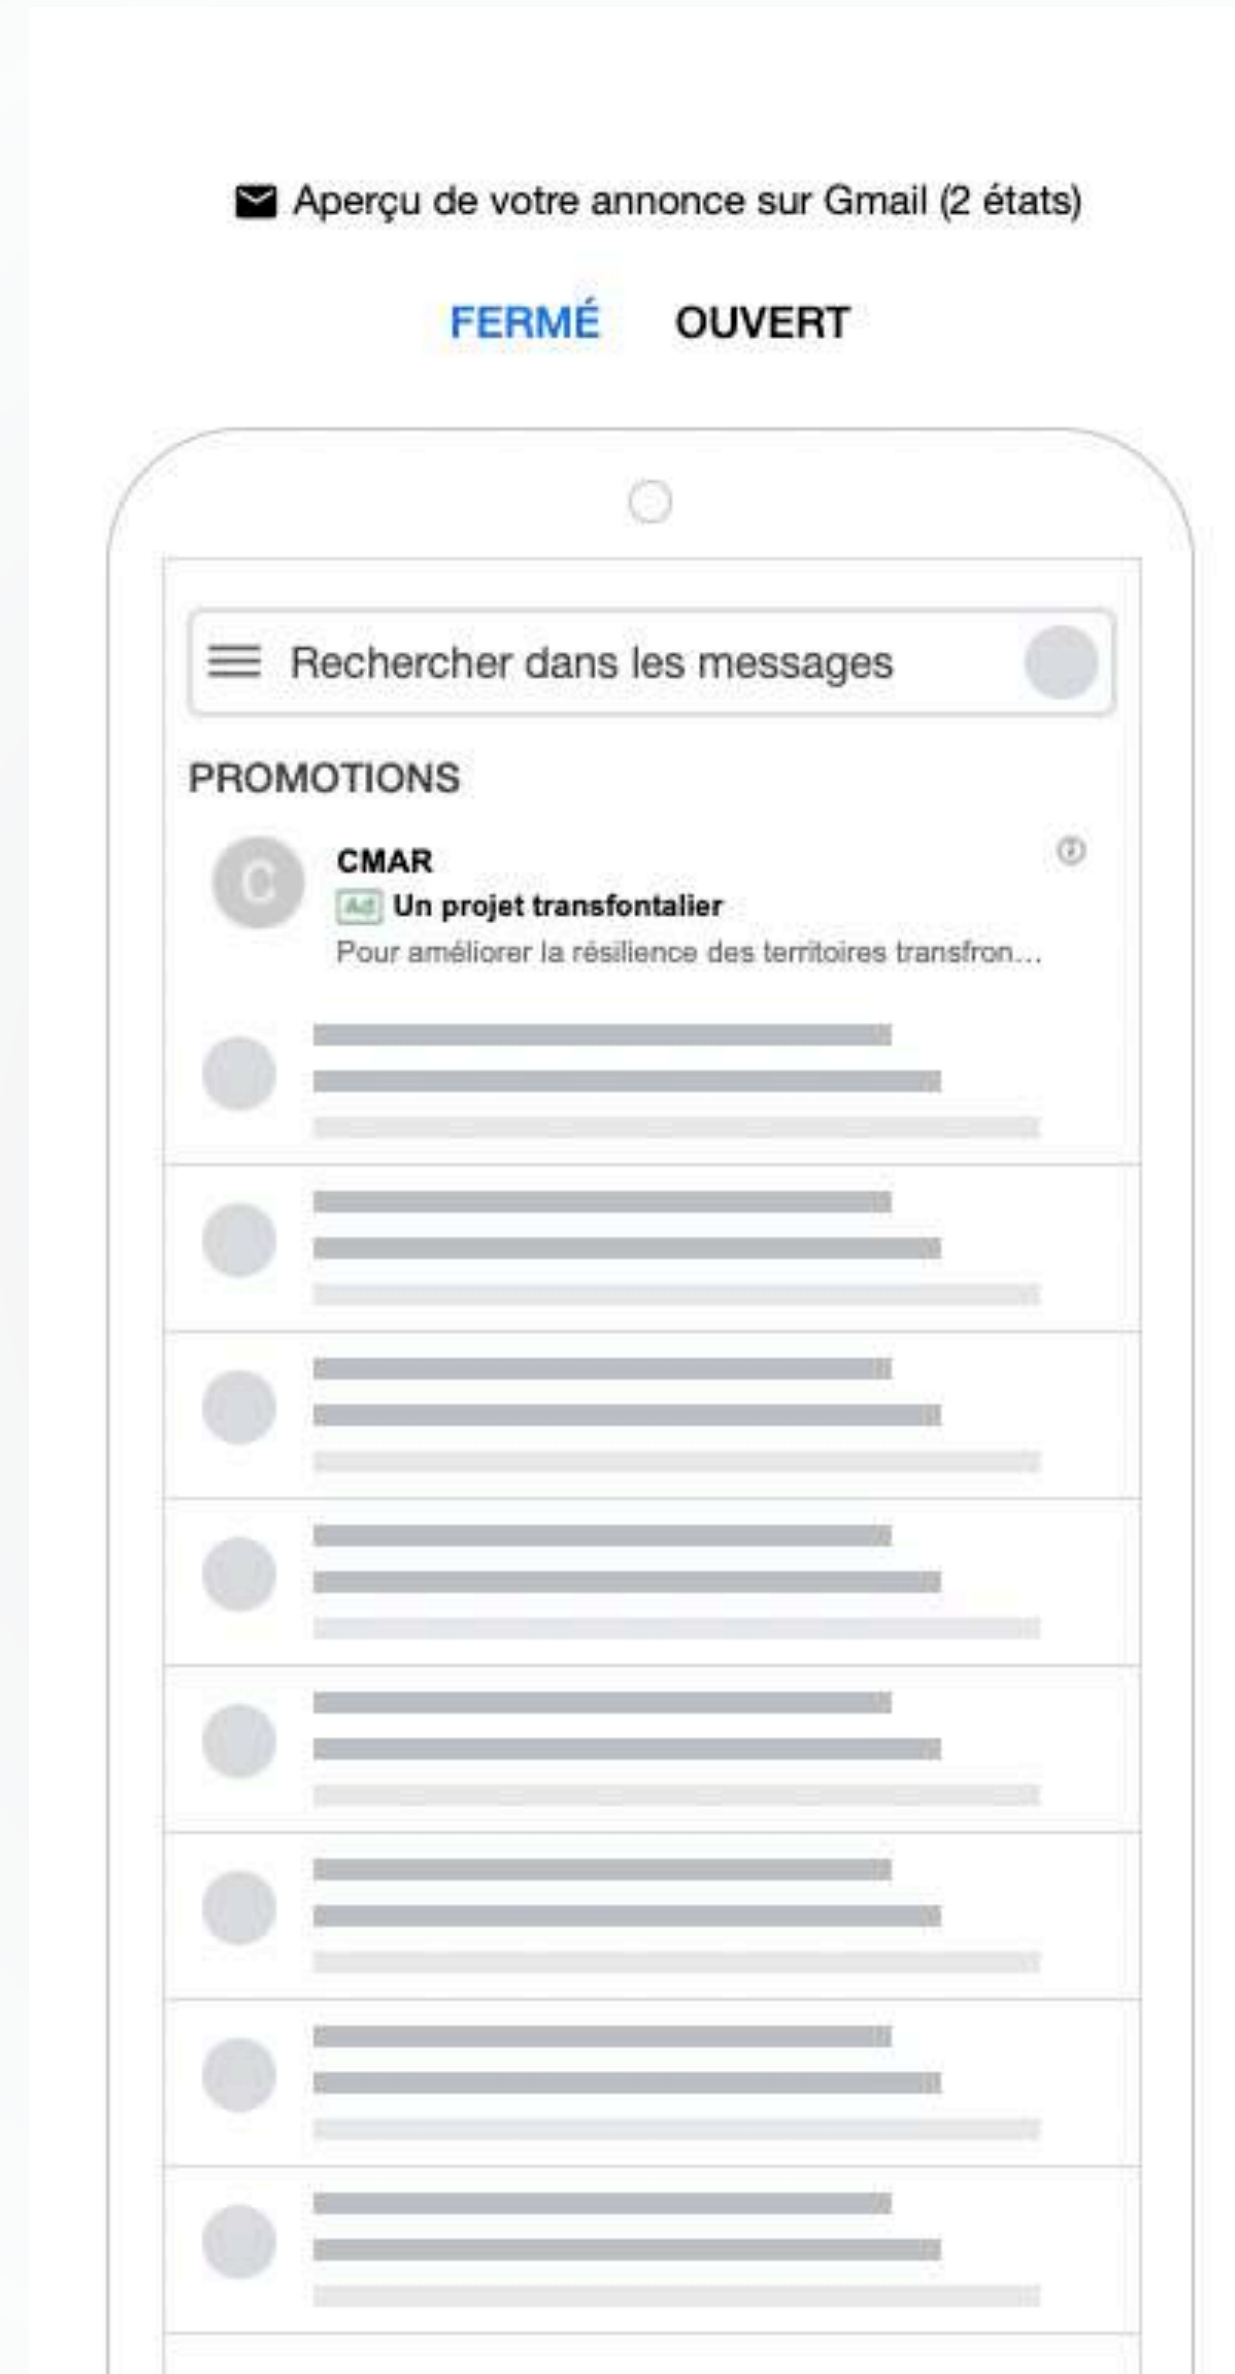 Aperçu de votre annonce sur Gmail (2 états)
FERMÉ OUVERT
Rechercher dans les messages
PROMOTIONS
C
CMAR
Ad Un projet transfontalier
Pour améliorer la résilience des territoires transfron...